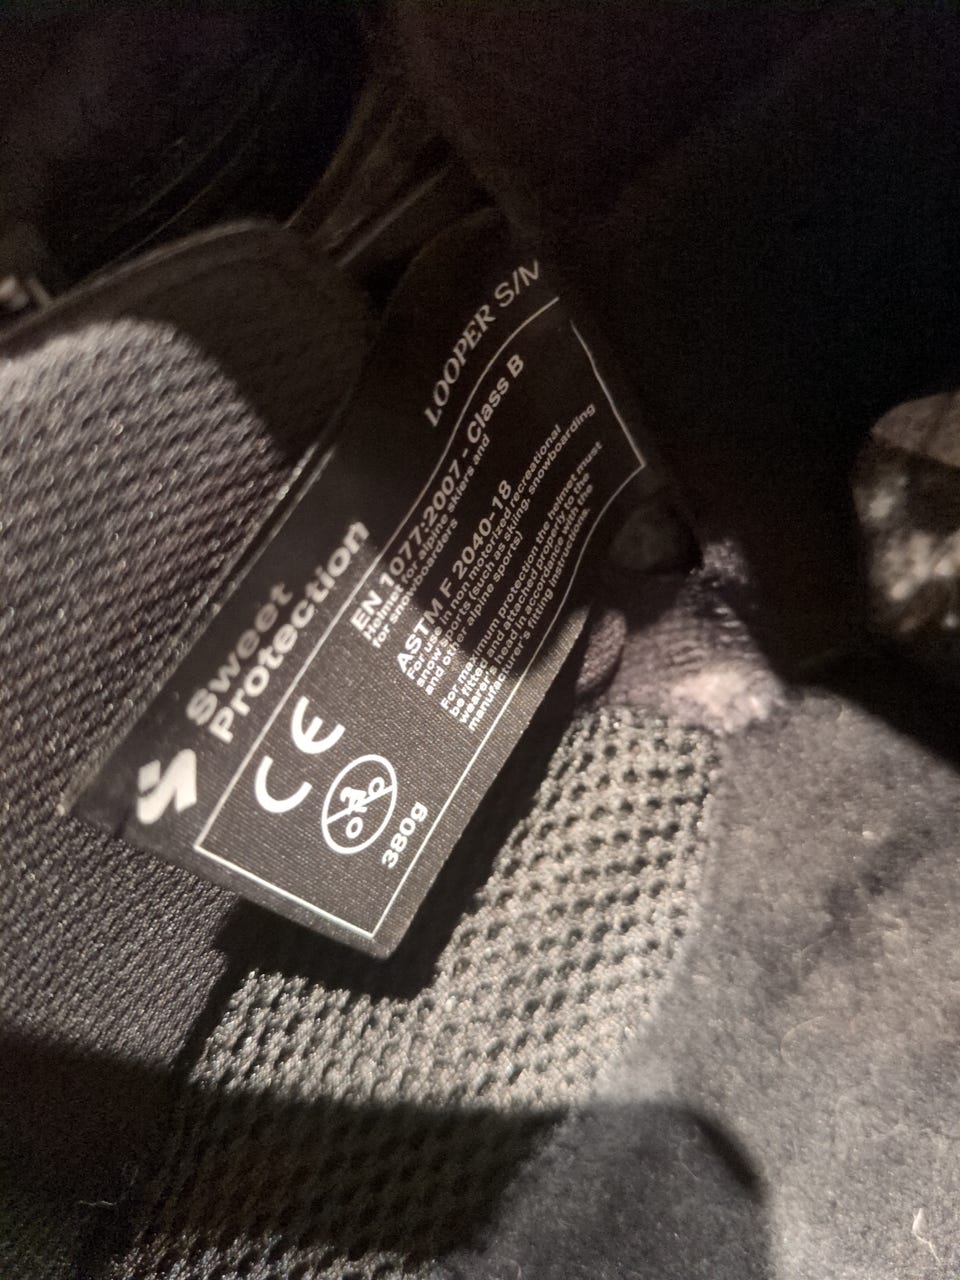 Sweet
Protection
LOOPER S/M
CE
EN 1077:2007 - Class B
Helmet for alpine skiers and
for snowboarders
ASTM F 2040-18
For use in non motorized recreational
snow sports (such as skiing, snowboarding
and other alpine sports)
For maximum protection the helmet must
be fitted and attached properly to the
wearer's head in accordance with the
manufacturer's fitting instructions.
380g